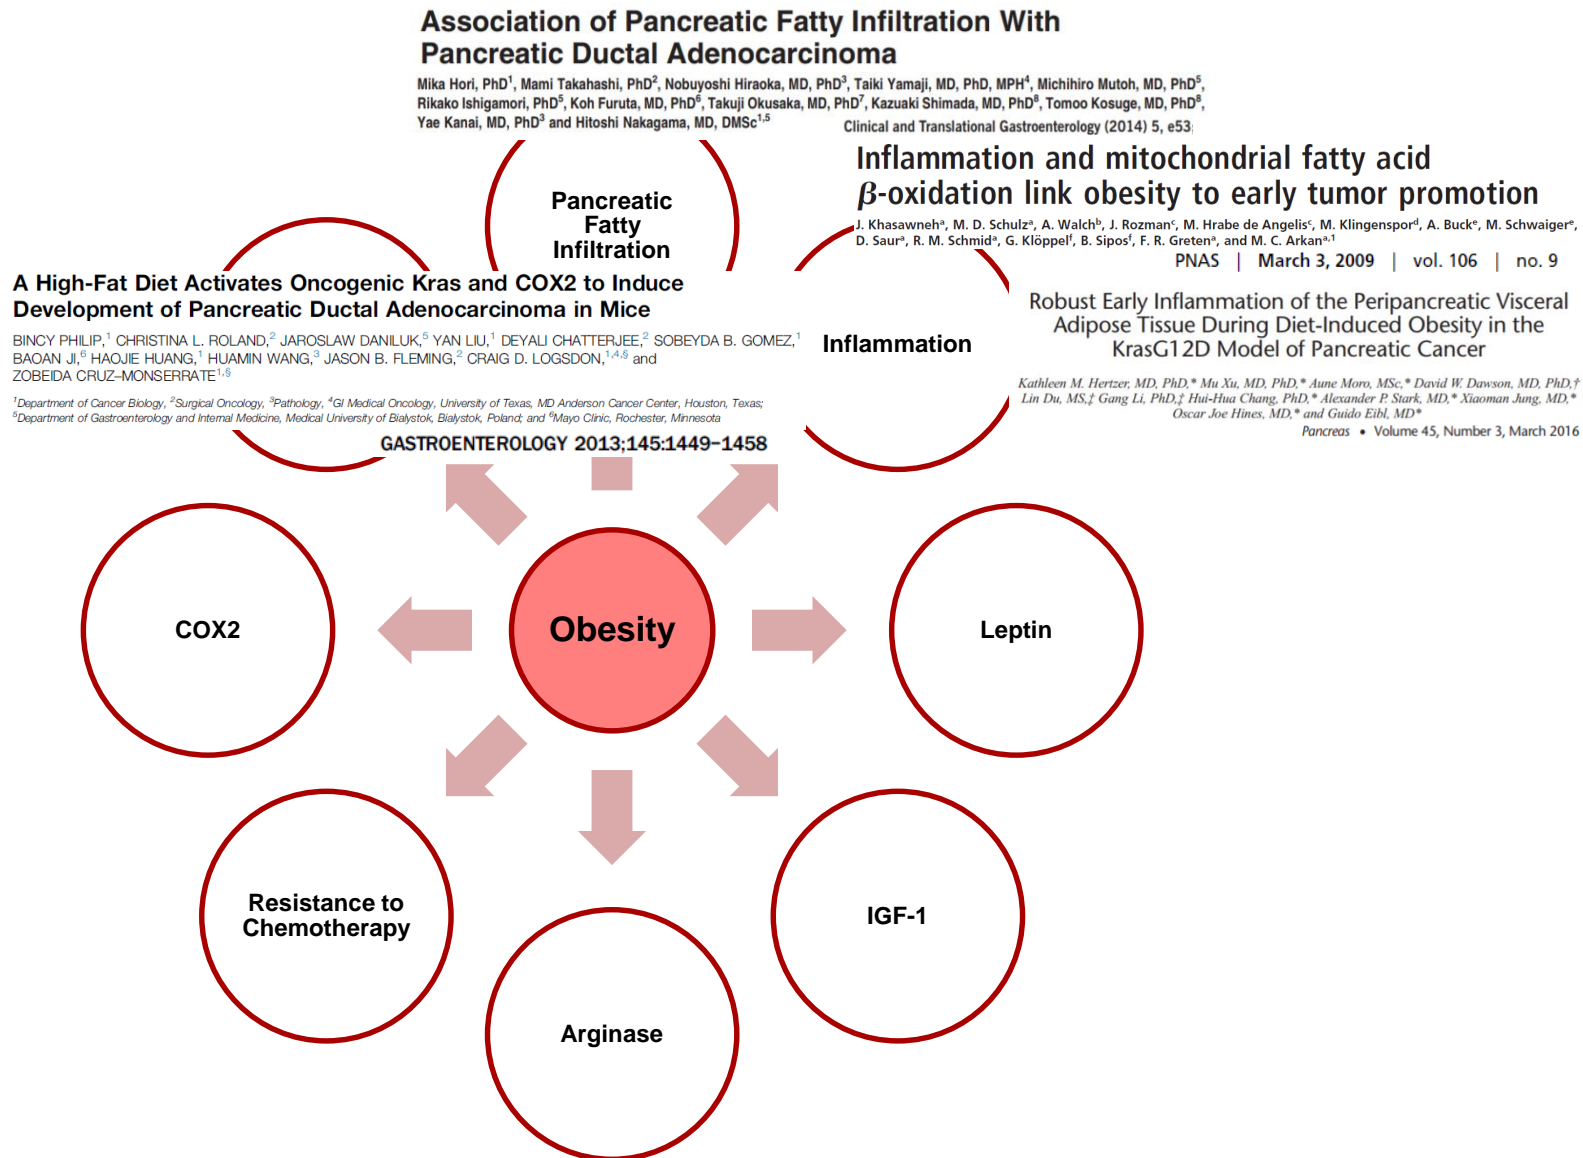 Association of Pancreatic Fatty Infiltration With
Pancreatic Ductal Adenocarcinoma
Mika Hori, PhD1, Mami Takahashi, PhD2, Nobuyoshi Hiraoka, MD, PhD3, Taiki Yamaji, MD, PhD, MPH4, Michihiro Mutoh, MD, PhD5,
Rikako Ishigamori, PhD5, Koh Furuta, MD, PhD6, Takuji Okusaka, MD, PhD7, Kazuaki Shimada, MD, PhD8, Tomoo Kosuge, MD, PhD8,
Yae Kanai, MD, PhD3 and Hitoshi Nakagama, MD, DMSc1,5
Clinical and Translational Gastroenterology (2014) 5, e53;
Inflammation and mitochondrial fatty acid
β-oxidation link obesity to early tumor promotion
J. Khasawneha, M. D. Schulza, A. Walchb, J. Rozmanc, M. Hrabe de Angelisc, M. Klingenspord, A. Bucke, M. Schwaigere,
D. Saura, R. M. Schmida, G. Klöppelf, B. Siposf, F. R. Gretena, and M. C. Arkana,1
PNAS | March 3, 2009 | vol. 106 | no. 9
Pancreatic
Fatty
Infiltration
A High-Fat Diet Activates Oncogenic Kras and COX2 to Induce
Development of Pancreatic Ductal Adenocarcinoma in Mice
BINCY PHILIP,1 CHRISTINA L. ROLAND,2 JAROSLAW DANILUK,5 YAN LIU,1 DEYALI CHATTERJEE,2 SOBEYDA B. GOMEZ,1
BAOAN JI,6 HAOJIE HUANG,1 HUAMIN WANG,3 JASON B. FLEMING,2 CRAIG D. LOGSDON,1,4,§ and
ZOBEIDA CRUZ–MONSERRATE1,§
1Department of Cancer Biology, 2Surgical Oncology, 3Pathology, 4GI Medical Oncology, University of Texas, MD Anderson Cancer Center, Houston, Texas;
5Department of Gastroenterology and Internal Medicine, Medical University of Bialystok, Bialystok, Poland; and 6Mayo Clinic, Rochester, Minnesota
GASTROENTEROLOGY 2013;145:1449–1458
Inflammation
Robust Early Inflammation of the Peripancreatic Visceral
Adipose Tissue During Diet-Induced Obesity in the
KrasG12D Model of Pancreatic Cancer
Kathleen M. Hertzer, MD, PhD,* Mu Xu, MD, PhD,* Aune Moro, MSc,* David W. Dawson, MD, PhD,†
Lin Du, MS,‡ Gang Li, PhD,‡ Hui-Hua Chang, PhD,* Alexander P. Stark, MD,* Xiaoman Jung, MD,*
Oscar Joe Hines, MD,* and Guido Eibl, MD*
Pancreas • Volume 45, Number 3, March 2016
COX2
Obesity
Leptin
Resistance to
Chemotherapy
IGF-1
Arginase